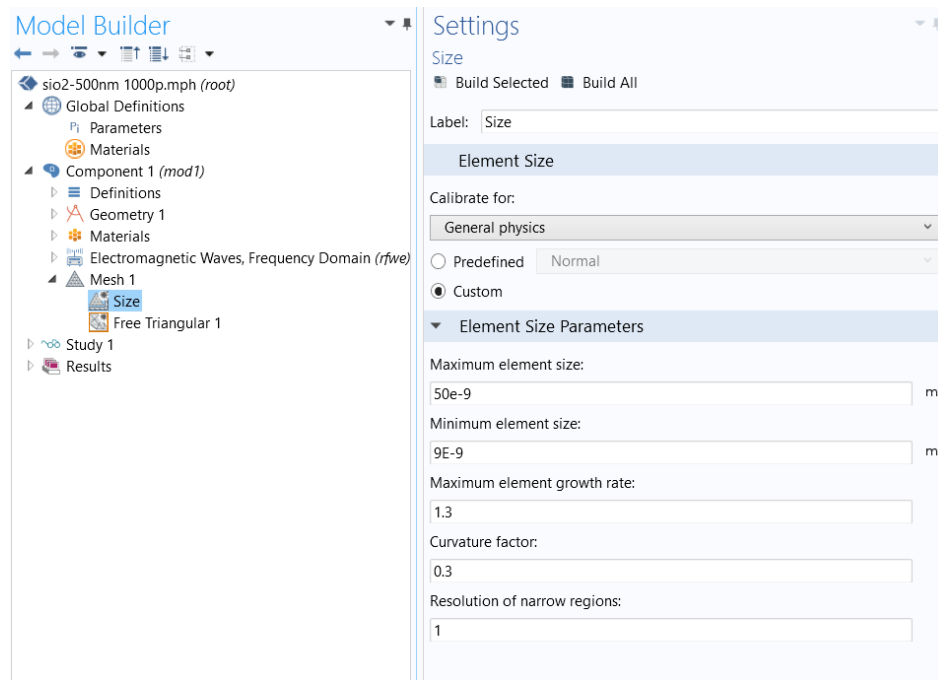 Model Builder
sio2-500nm 1000p.mph (root)
Global Definitions
Pi Parameters
Materials
Component 1 (mod1)
Definitions
Geometry 1
Materials
Electromagnetic Waves, Frequency Domain (rfwe)
Mesh 1
Size
Free Triangular 1
Study 1
Results
Settings
Size
Build Selected Build All
Label: Size
Element Size
Calibrate for:
General physics
Predefined Normal
Custom
Element Size Parameters
Maximum element size:
50e-9 m
Minimum element size:
9E-9 m
Maximum element growth rate:
1.3
Curvature factor:
0.3
Resolution of narrow regions:
1